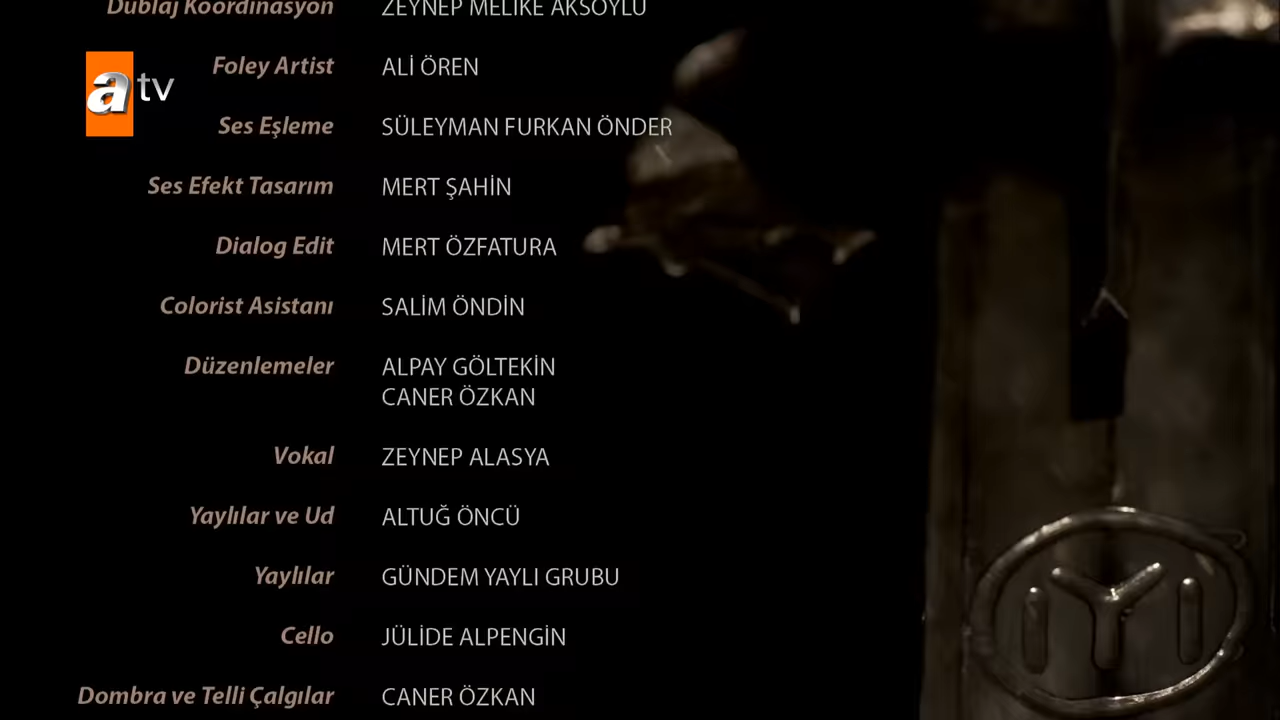 Dublaj Koordinasyon ZEYNEP MELİKE AKSOYLU
Foley Artist ALİ ÖREN
atv
Ses Eşleme SÜLEYMAN FURKAN ÖNDER
Ses Efekt Tasarım MERT ŞAHİN
Dialog Edit MERT ÖZFATURA
Colorist Asistanı SALİM ÖNDİN
Düzenlemeler ALPAY GÖLTEKİN
CANER ÖZKAN
Vokal ZEYNEP ALASYA
Yaylılar ve Ud ALTUĞ ÖNCÜ
Yaylılar GÜNDEM YAYLI GRUBU
IYI
Cello JÜLİDE ALPENGİN
Dombra ve Telli Çalgılar CANER ÖZKAN